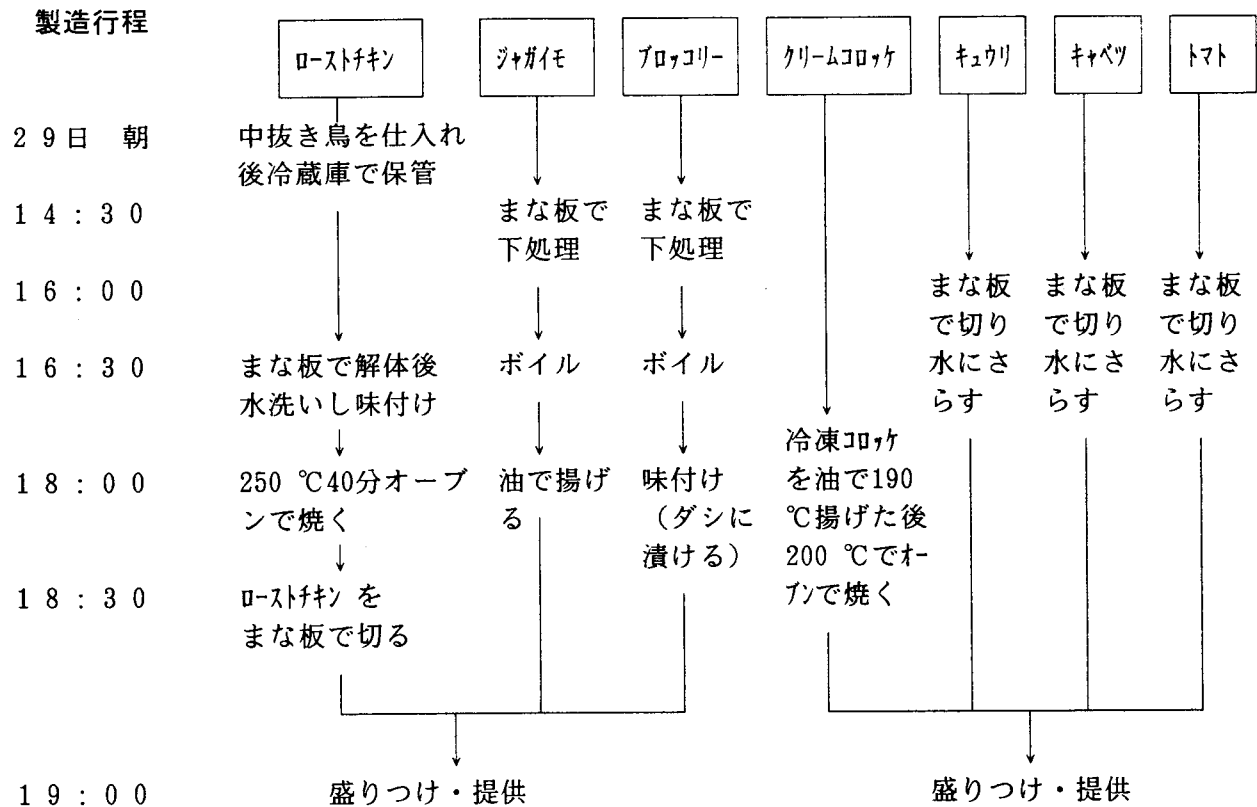 製造行程
ローストチキン
ジャガイモ
ブロッコリー
クリームコロッケ
キュウリ
キャベツ
トマト
29日 朝
中抜き鳥を仕入れ
後冷蔵庫で保管
14:30
まな板で
下処理
まな板で
下処理
16:00
まな板
で切り
水にさ
らす
まな板
で切り
水にさ
らす
まな板
で切り
水にさ
らす
16:30
まな板で解体後
水洗いし味付け
ボイル
ボイル
18:00
250 ℃40分オーブ
ンで焼く
油で揚げ
る
味付け
(ダシに
漬ける)
冷凍コロッケ
を油で190
℃揚げた後
200 ℃でオー
ブンで焼く
18:30
ローストチキン を
まな板で切る
19:00
盛りつけ・提供
盛りつけ・提供